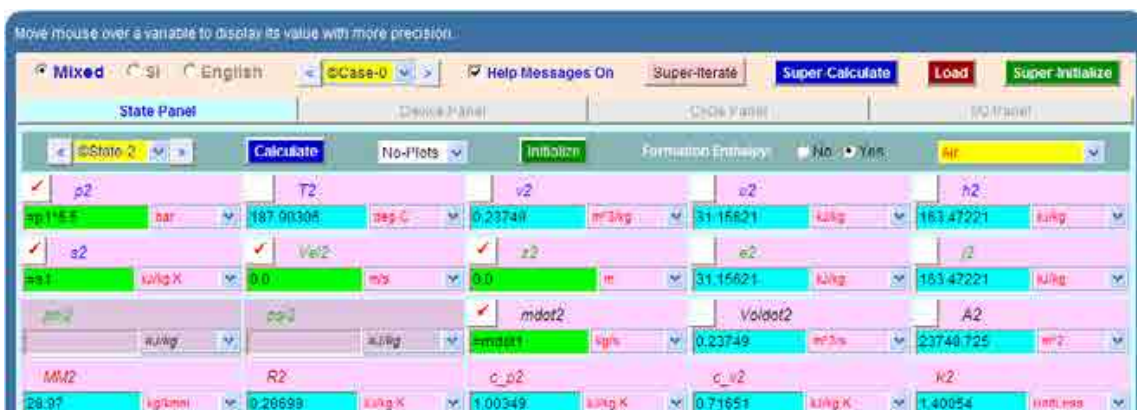 Move mouse over a variable to display its value with more precision.
Mixed SI English < ©Case-0 > Help Messages On Super-Iterate Super-Calculate Load Super-Initialize
State Panel Device Panel Cycle Panel I/O Panel
< ©State-2 > Calculate No-Plots Initialize Formation Enthalpy: No Yes Air
p2 T2 v2 u2 h2
=p1*5.5 bar 187.90305 deg-C 0.23749 m^3/kg 31.15621 kJ/kg 163.47221 kJ/kg
s2 Vel2 z2 e2 j2
=s1 kJ/kg.K 0.0 m/s 0.0 m 31.15621 kJ/kg 163.47221 kJ/kg
mdot2 Voldot2 A2
kJ/kg kJ/kg =mdot1 kg/s 0.23749 m^3/s 23748.725 m^2
MM2 R2 c_p2 c_v2 k2
28.97 kg/kmol 0.28699 kJ/kg.K 1.00349 kJ/kg.K 0.71651 kJ/kg.K 1.40054 UnitLess